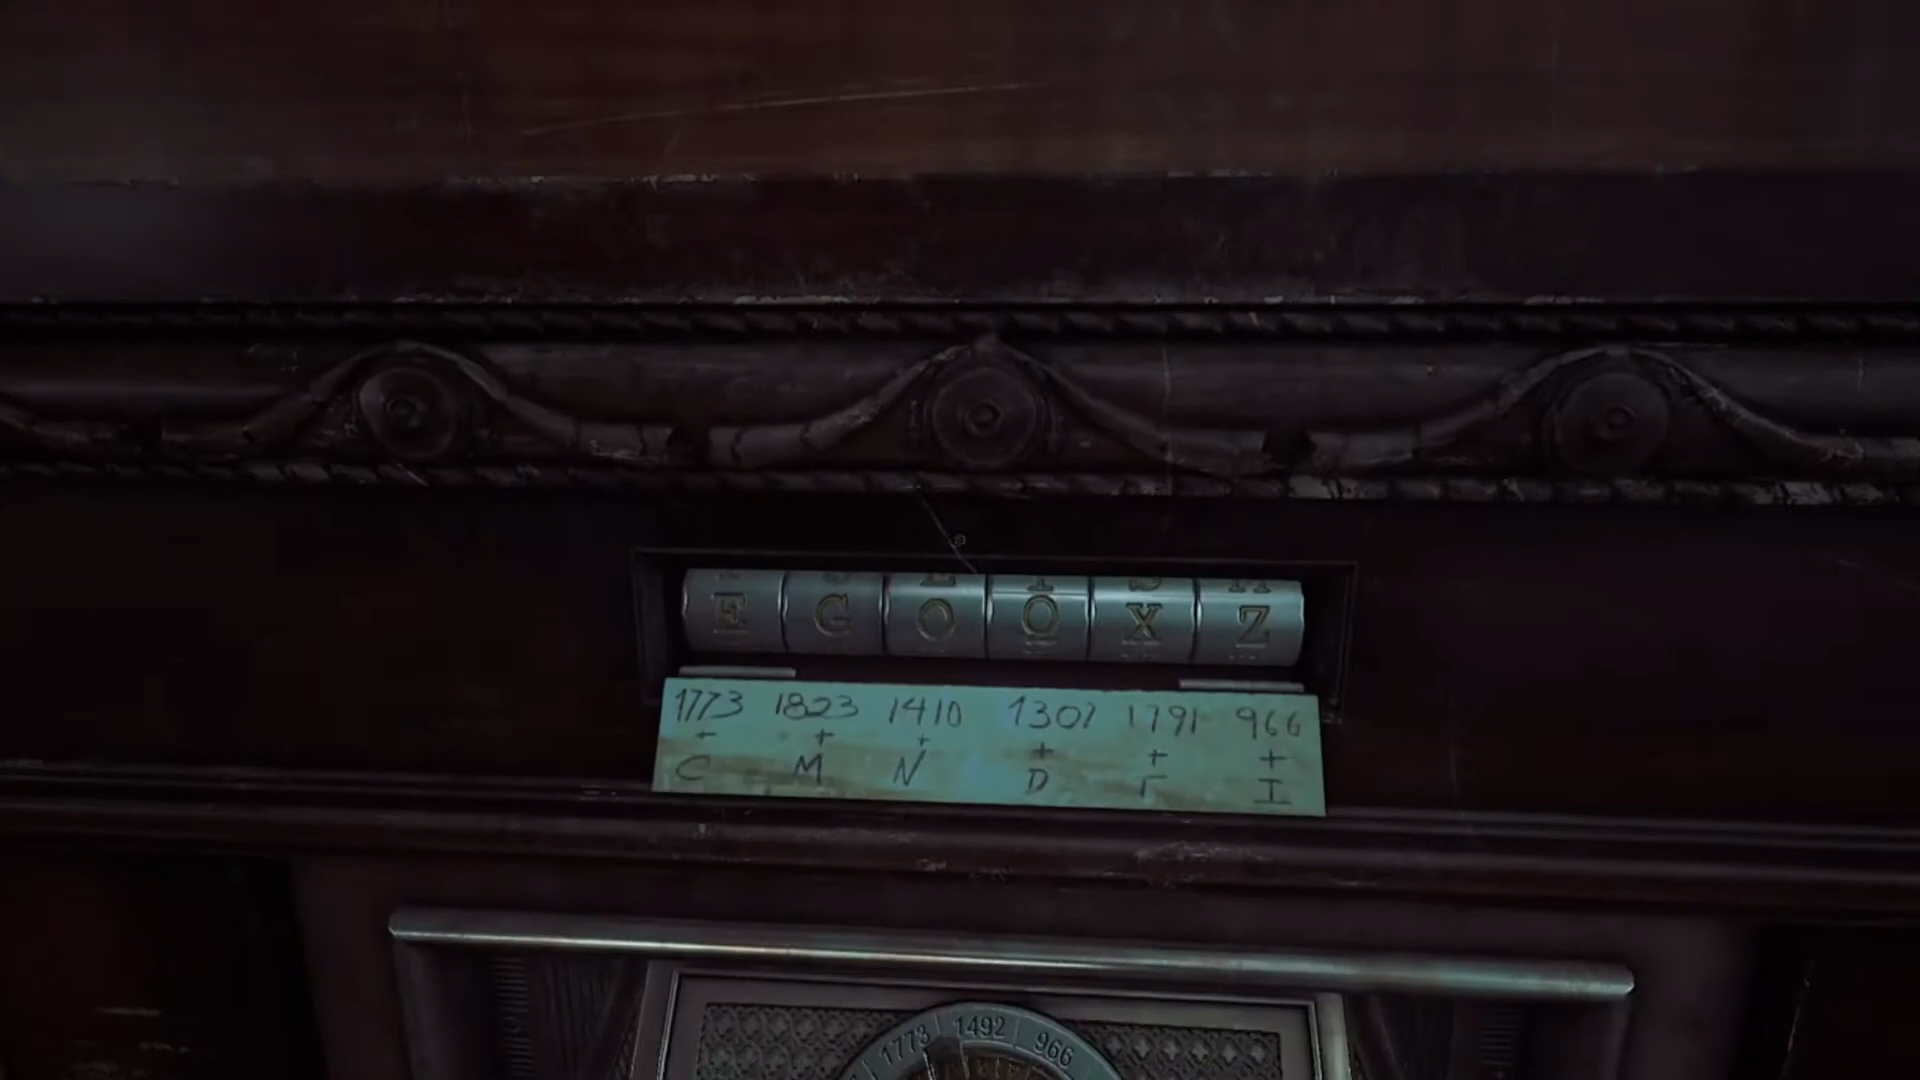 E G O O X Z
1773 1823 1410 1307 1791 966
+ + + + + +
C M N D Г I
1773 1492 966